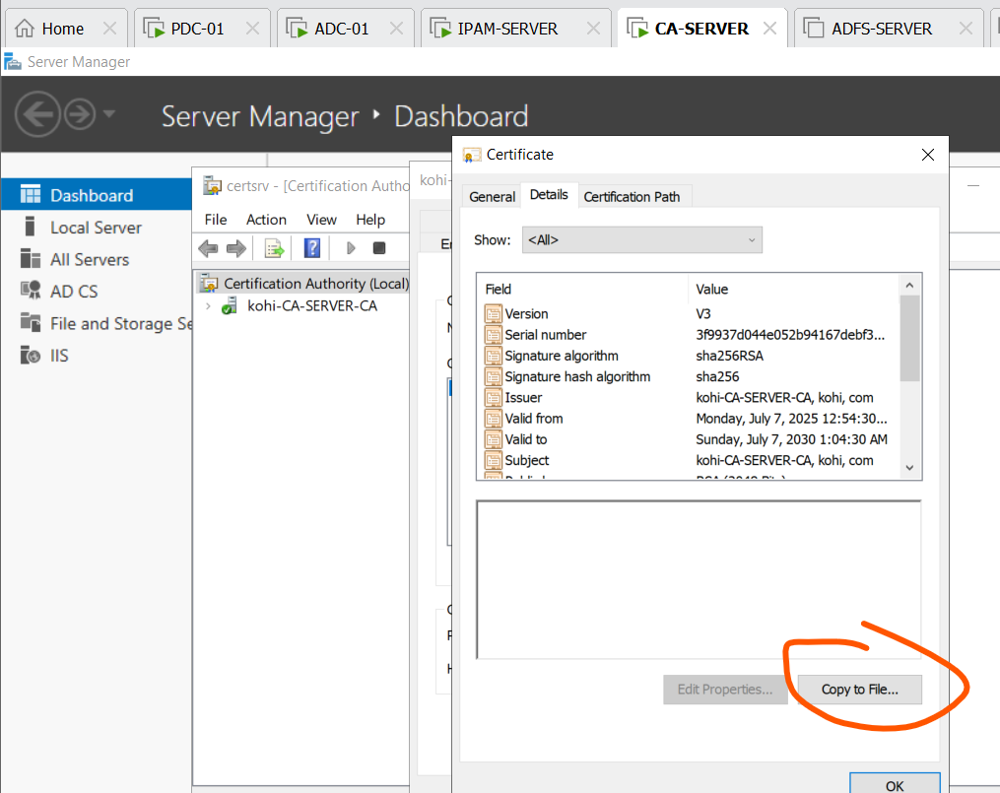 Home
PDC-01
ADC-01
IPAM-SERVER
CA-SERVER
ADFS-SERVER
Server Manager
Server Manager Dashboard
Dashboard
Local Server
All Servers
AD CS
File and Storage Se
IIS
certsrv - [Certification Autho
File Action View Help
Certification Authority (Local)
kohi-CA-SERVER-CA
kohi-
Certificate
General Details Certification Path
Show: <All>
Field Value
Version V3
Serial number 3f9937d044e052b94167debf3...
Signature algorithm sha256RSA
Signature hash algorithm sha256
Issuer kohi-CA-SERVER-CA, kohi, com
Valid from Monday, July 7, 2025 12:54:30...
Valid to Sunday, July 7, 2030 1:04:30 AM
Subject kohi-CA-SERVER-CA, kohi, com
Edit Properties...
Copy to File...
OK